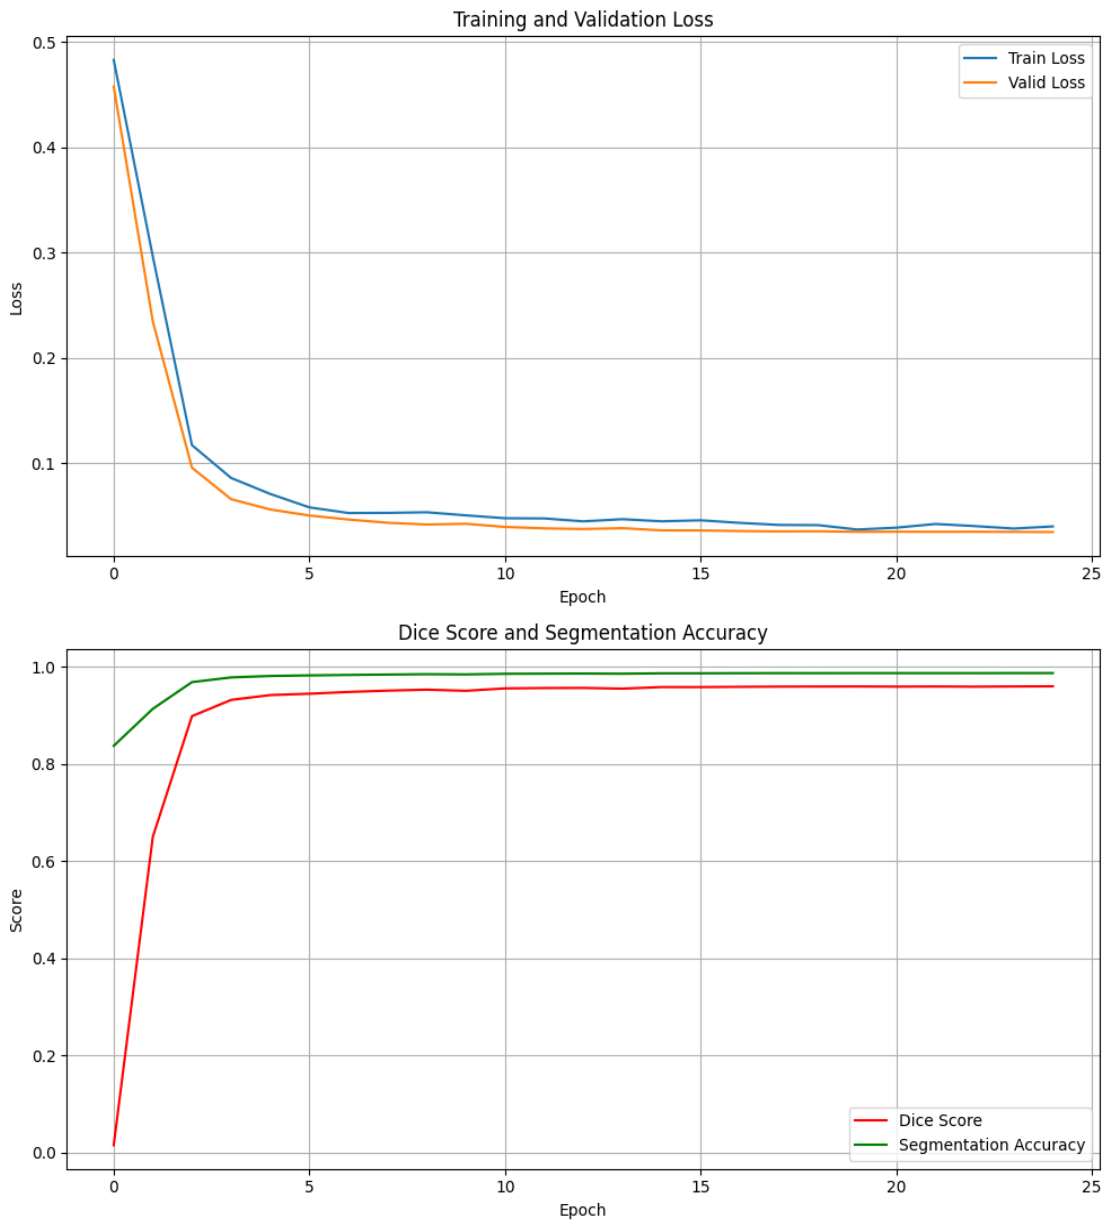 Training and Validation Loss
0.5
0.4
0.3
0.2
0.1
Loss
Train Loss
Valid Loss
0 5 10 15 20 25
Epoch
Dice Score and Segmentation Accuracy
1.0
0.8
0.6
0.4
0.2
0.0
Score
Dice Score
Segmentation Accuracy
0 5 10 15 20 25
Epoch